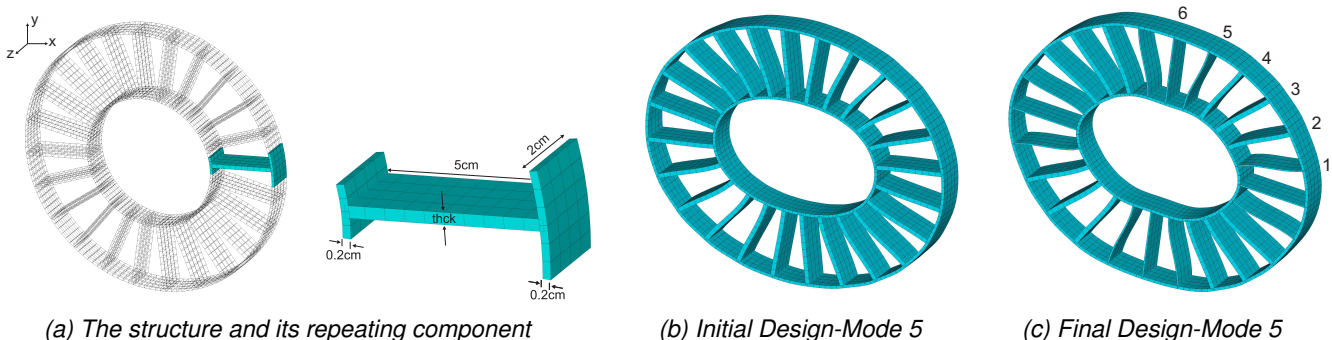 y
z
x
5cm
2cm
thck
0.2cm
0.2cm
6
5
4
3
2
1
(a) The structure and its repeating component
(b) Initial Design-Mode 5
(c) Final Design-Mode 5